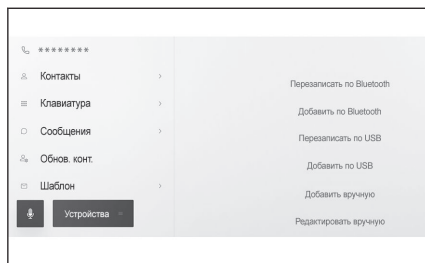 ********
Контакты
Клавиатура
Сообщения
Обнов. конт.
Шаблон
Устройства
Перезаписать по Bluetooth
Добавить по Bluetooth
Перезаписать по USB
Добавить по USB
Добавить вручную
Редактировать вручную